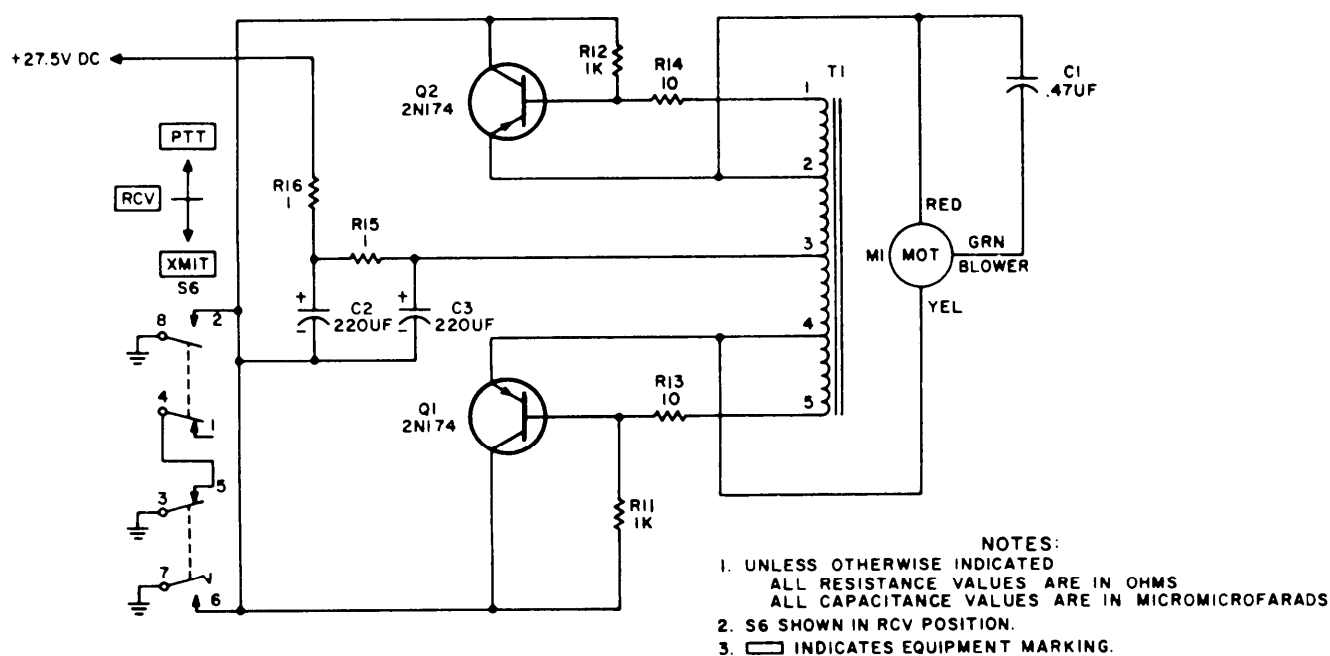 +27.5V DC
PTT
RCV
XMIT
S6
R16
1
R15
1
C2
220UF
C3
220UF
+
-
+
-
Q2
2N174
R12
1K
R14
10
T1
1
2
3
4
5
C1
.47UF
RED
M1
MOT
GRN
BLOWER
YEL
Q1
2N174
R13
10
R11
1K
8
2
4
1
5
3
7
6
NOTES:
1. UNLESS OTHERWISE INDICATED
ALL RESISTANCE VALUES ARE IN OHMS
ALL CAPACITANCE VALUES ARE IN MICROMICROFARADS
2. S6 SHOWN IN RCV POSITION.
3. INDICATES EQUIPMENT MARKING.